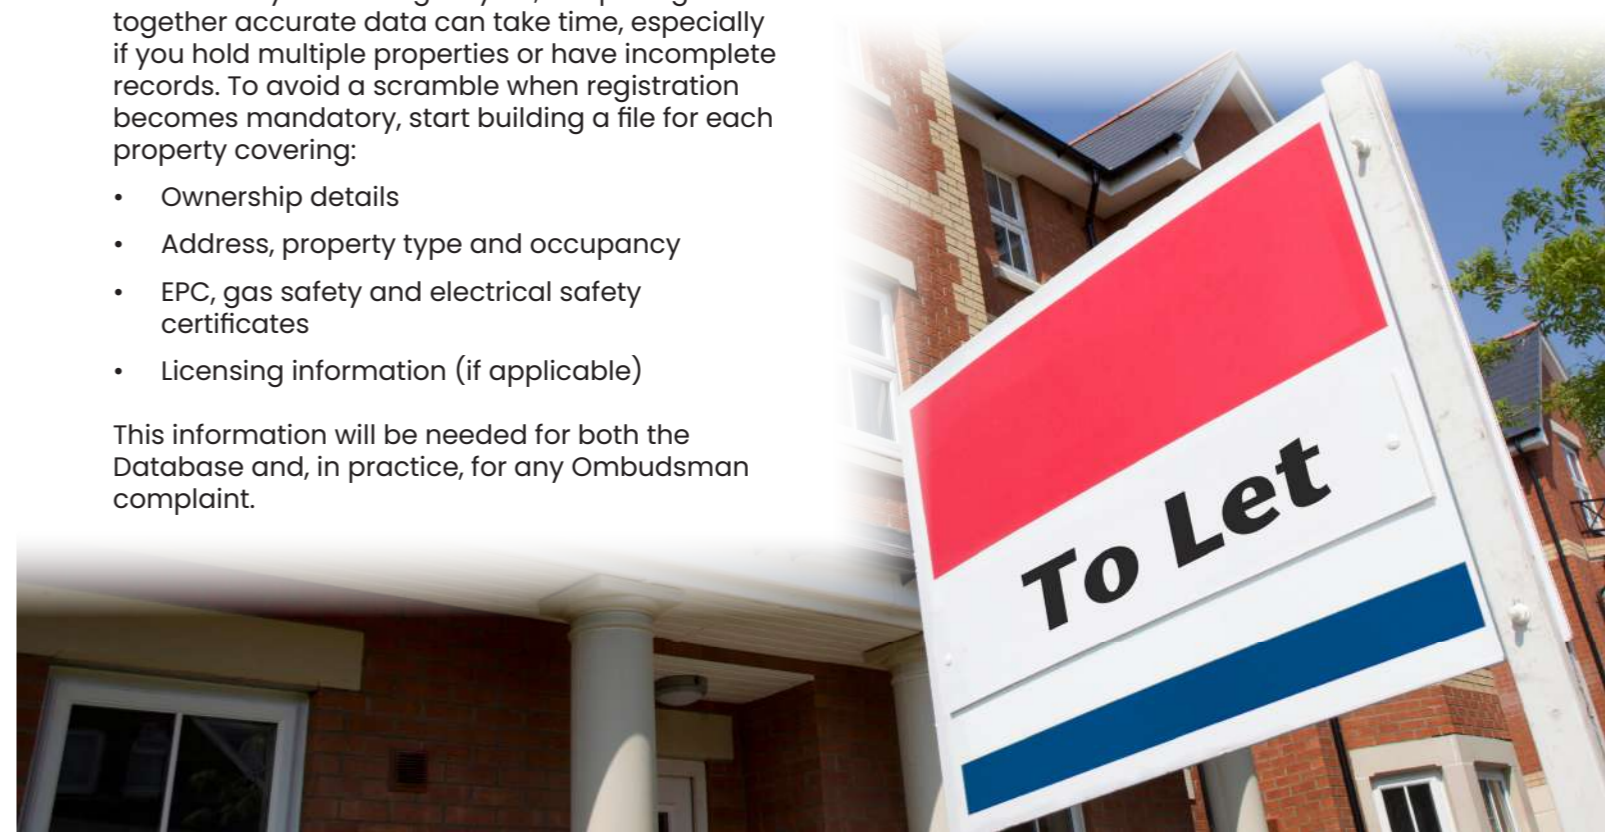 together accurate data can take time, especially
if you hold multiple properties or have incomplete
records. To avoid a scramble when registration
becomes mandatory, start building a file for each
property covering:
• Ownership details
• Address, property type and occupancy
• EPC, gas safety and electrical safety
certificates
• Licensing information (if applicable)
This information will be needed for both the
Database and, in practice, for any Ombudsman
complaint.
To Let